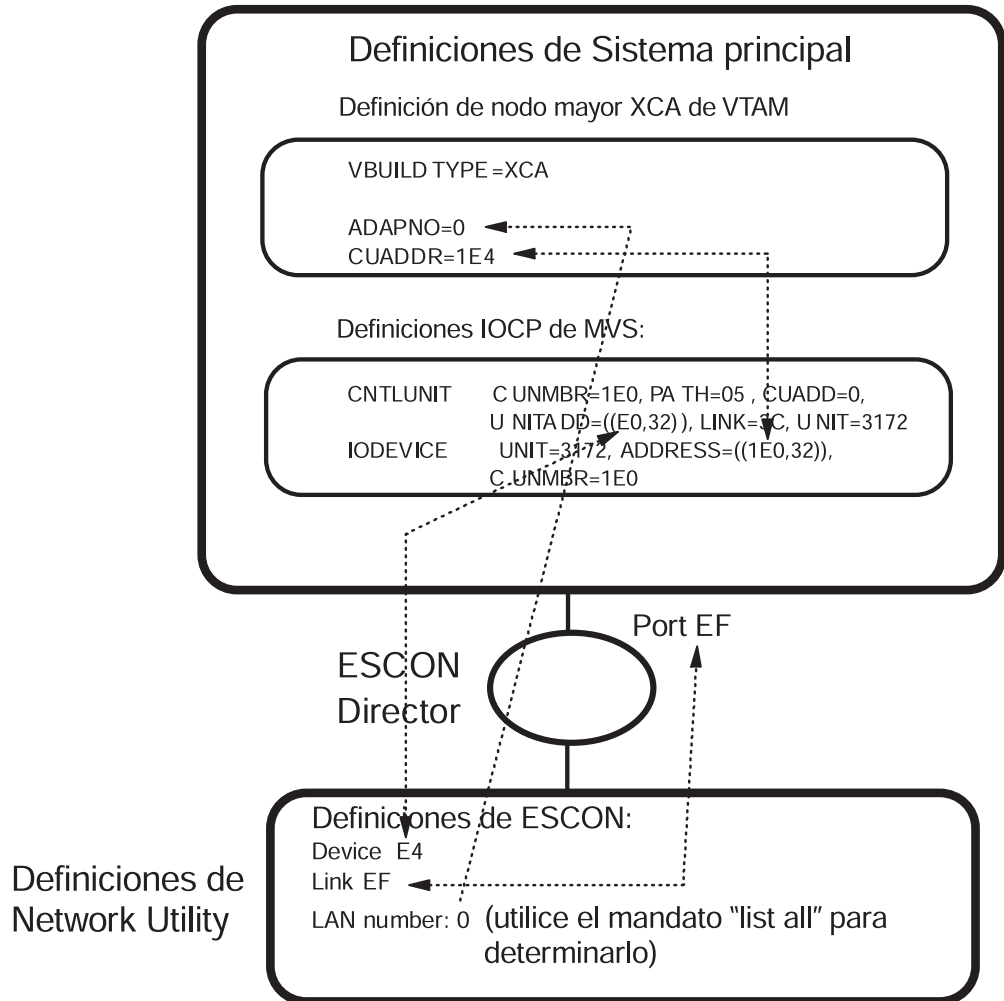 Definiciones de Sistema principal
Definición de nodo mayor XCA de VTAM
VBUILD TYPE=XCA
ADAPNO=0
CUADDR=1E4
Definiciones IOCP de MVS:
CNTLUNIT CUNMBR=1E0, PATH=05, CUADD=0,
UNITADD=((E0,32)), LINK=3C, UNIT=3172
IODEVICE UNIT=3172, ADDRESS=((1E0,32)),
CUNMBR=1E0
Port EF
ESCON
Director
Definiciones de ESCON:
Device E4
Link EF
LAN number: 0 (utilice el mandato "list all" para
determinarlo)
Definiciones de
Network Utility